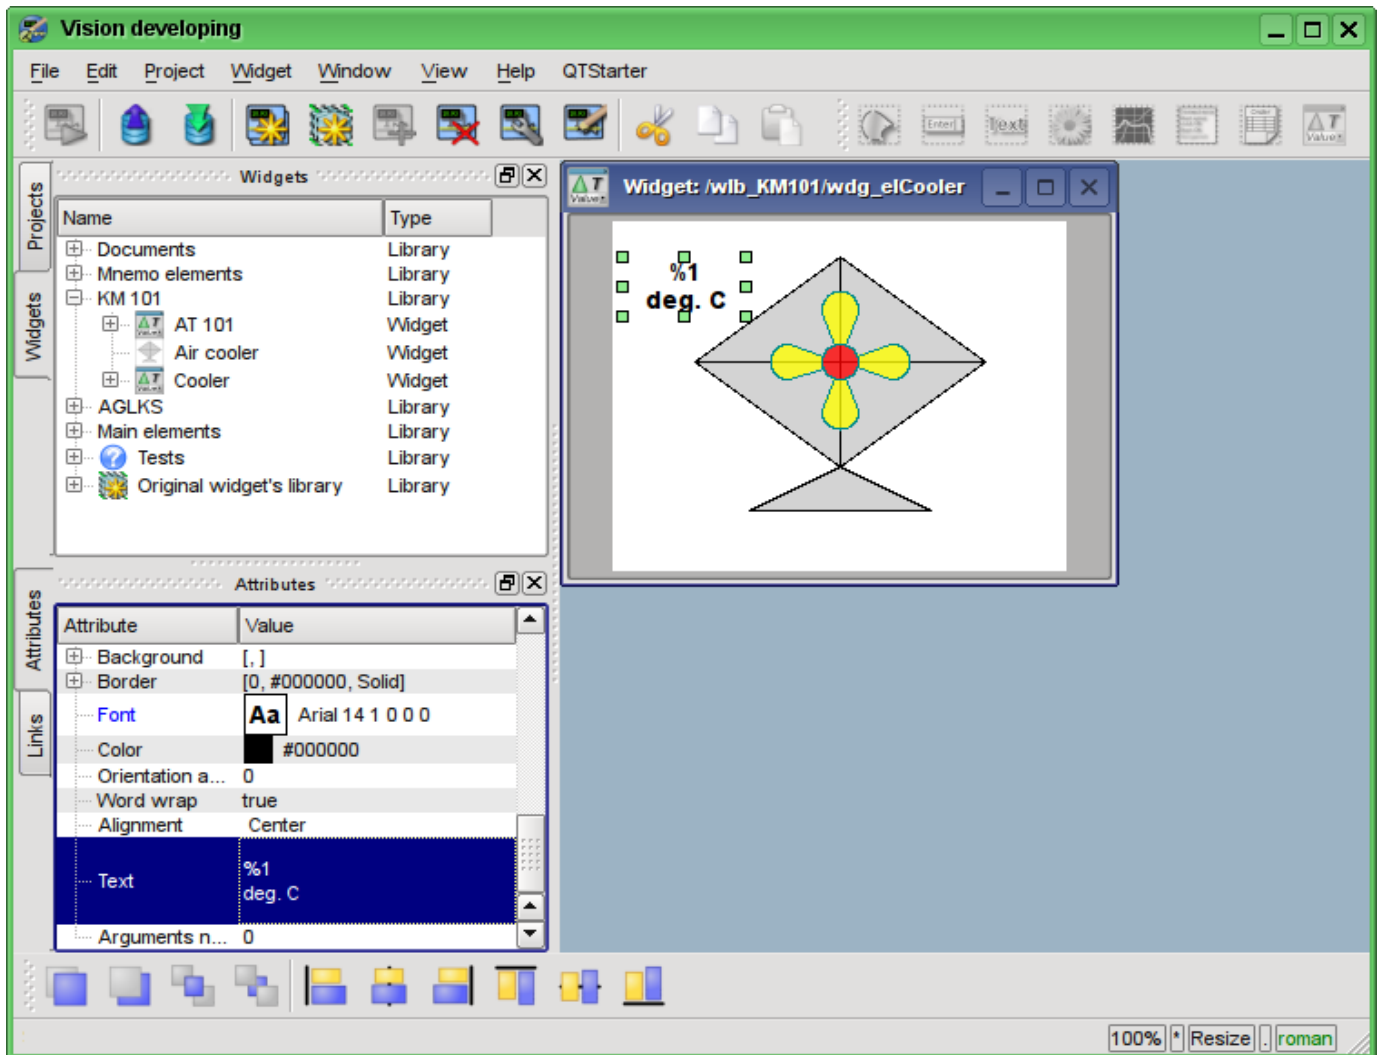 Vision developing
File Edit Project Widget Window View Help QTStarter
Enter
Text
Value
Projects
Widgets
Widgets
Name Type
Documents Library
Mnemo elements Library
KM 101 Library
AT 101 Widget
Air cooler Widget
Cooler Widget
AGLKS Library
Main elements Library
Tests Library
Original widget's library Library
Widget: /wlb_KM101/wdg_elCooler
%1
deg. C
Attributes
Links
Attributes
Attribute Value
Background [, ]
Border [0, #000000, Solid]
Font Aa Arial 14 1 0 0 0
Color #000000
Orientation a... 0
Word wrap true
Alignment Center
Text %1
deg. C
Arguments n... 0
100% * Resize . roman